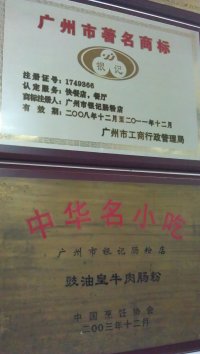 广州市著名商标
银记
注册证号：1749366
认定服务：快餐店，餐厅
商标注册人：广州市银记肠粉店
有效期：二00八年十二月至二0一一年十二月
广州市工商行政管理局
中华名小吃
广州市银记肠粉店
豉油皇牛肉肠粉
中国烹饪协会
二00三年十二月